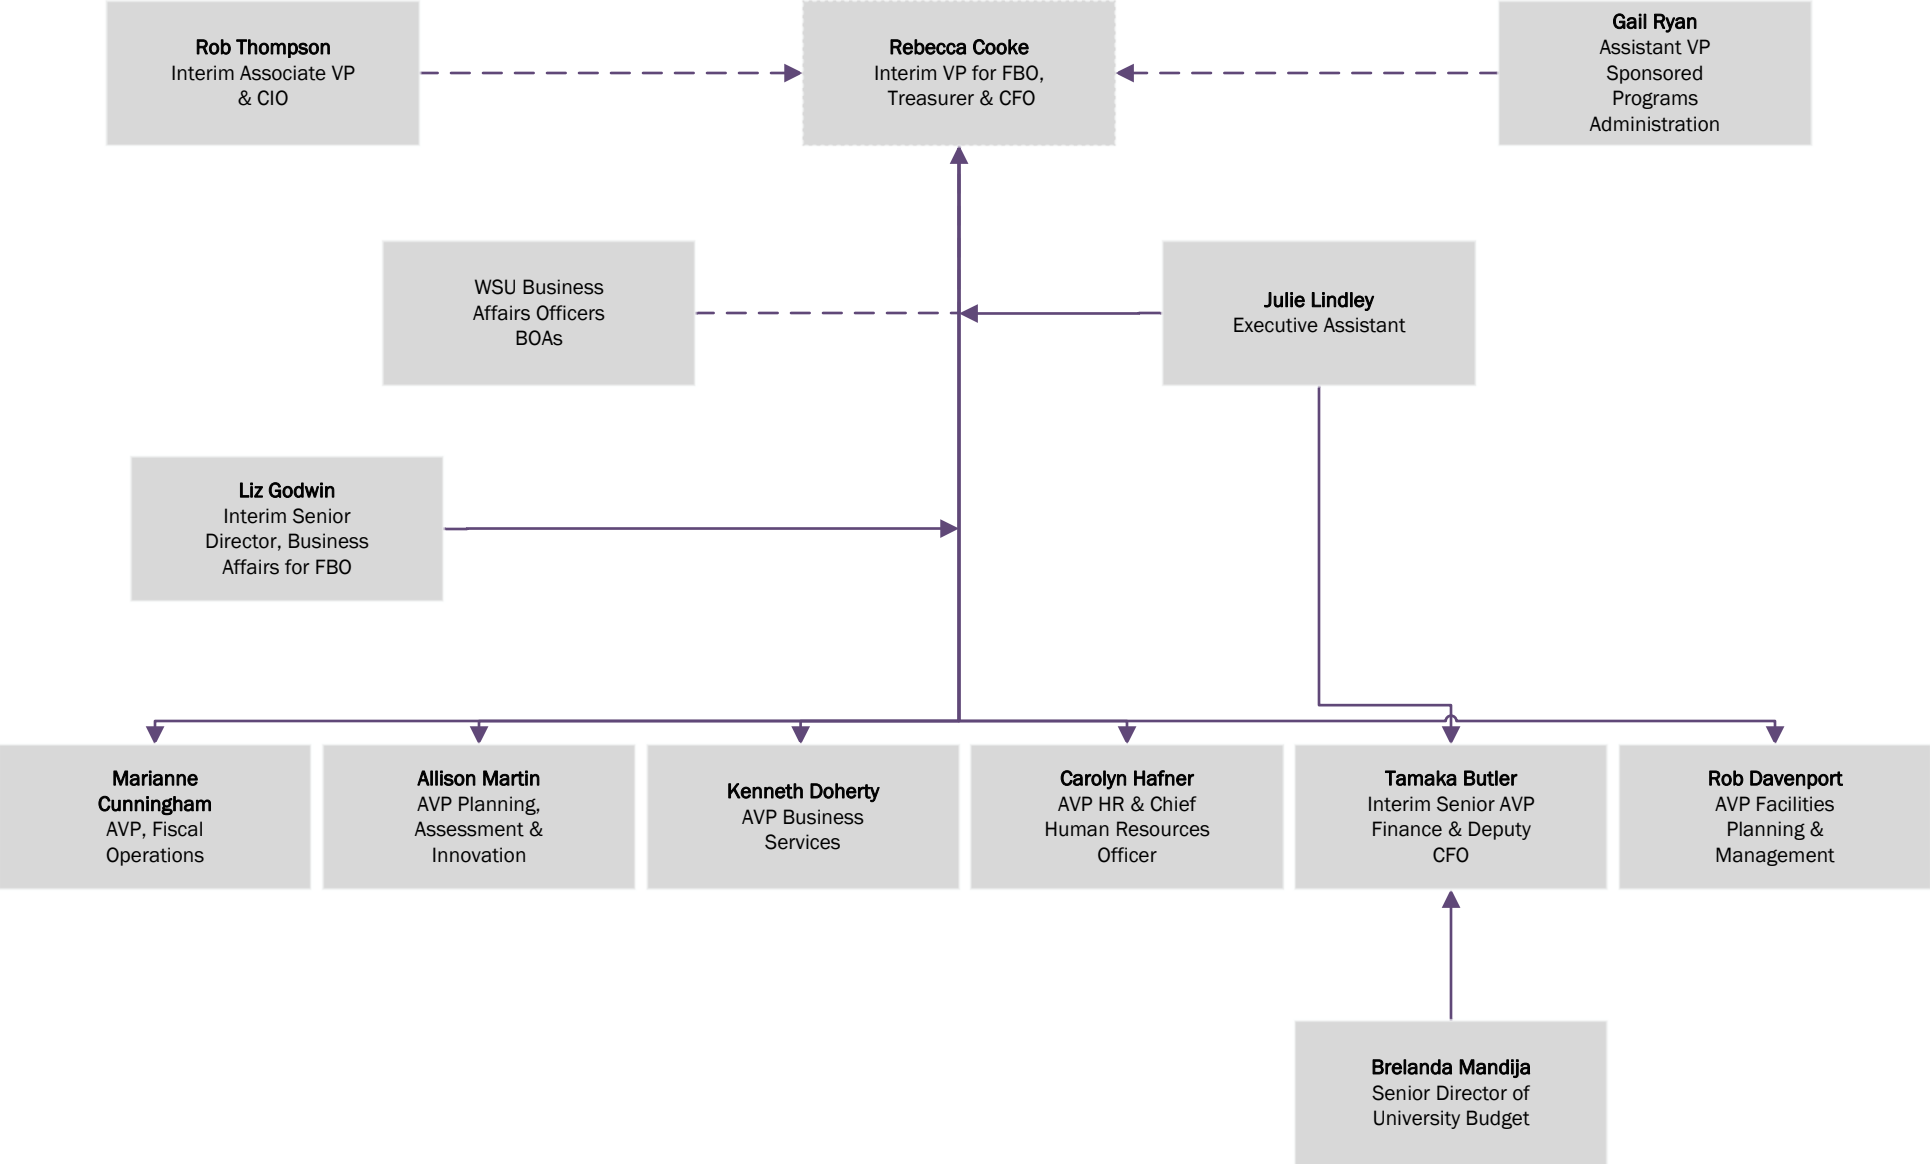 Rob Thompson
Interim Associate VP
& CIO
Rebecca Cooke
Interim VP for FBO,
Treasurer & CFO
Gail Ryan
Assistant VP
Sponsored
Programs
Administration
WSU Business
Affairs Officers
BOAs
Julie Lindley
Executive Assistant
Liz Godwin
Interim Senior
Director, Business
Affairs for FBO
Marianne
Cunningham
AVP, Fiscal
Operations
Allison Martin
AVP Planning,
Assessment &
Innovation
Kenneth Doherty
AVP Business
Services
Carolyn Hafner
AVP HR & Chief
Human Resources
Officer
Tamaka Butler
Interim Senior AVP
Finance & Deputy
CFO
Rob Davenport
AVP Facilities
Planning &
Management
Brelanda Mandija
Senior Director of
University Budget